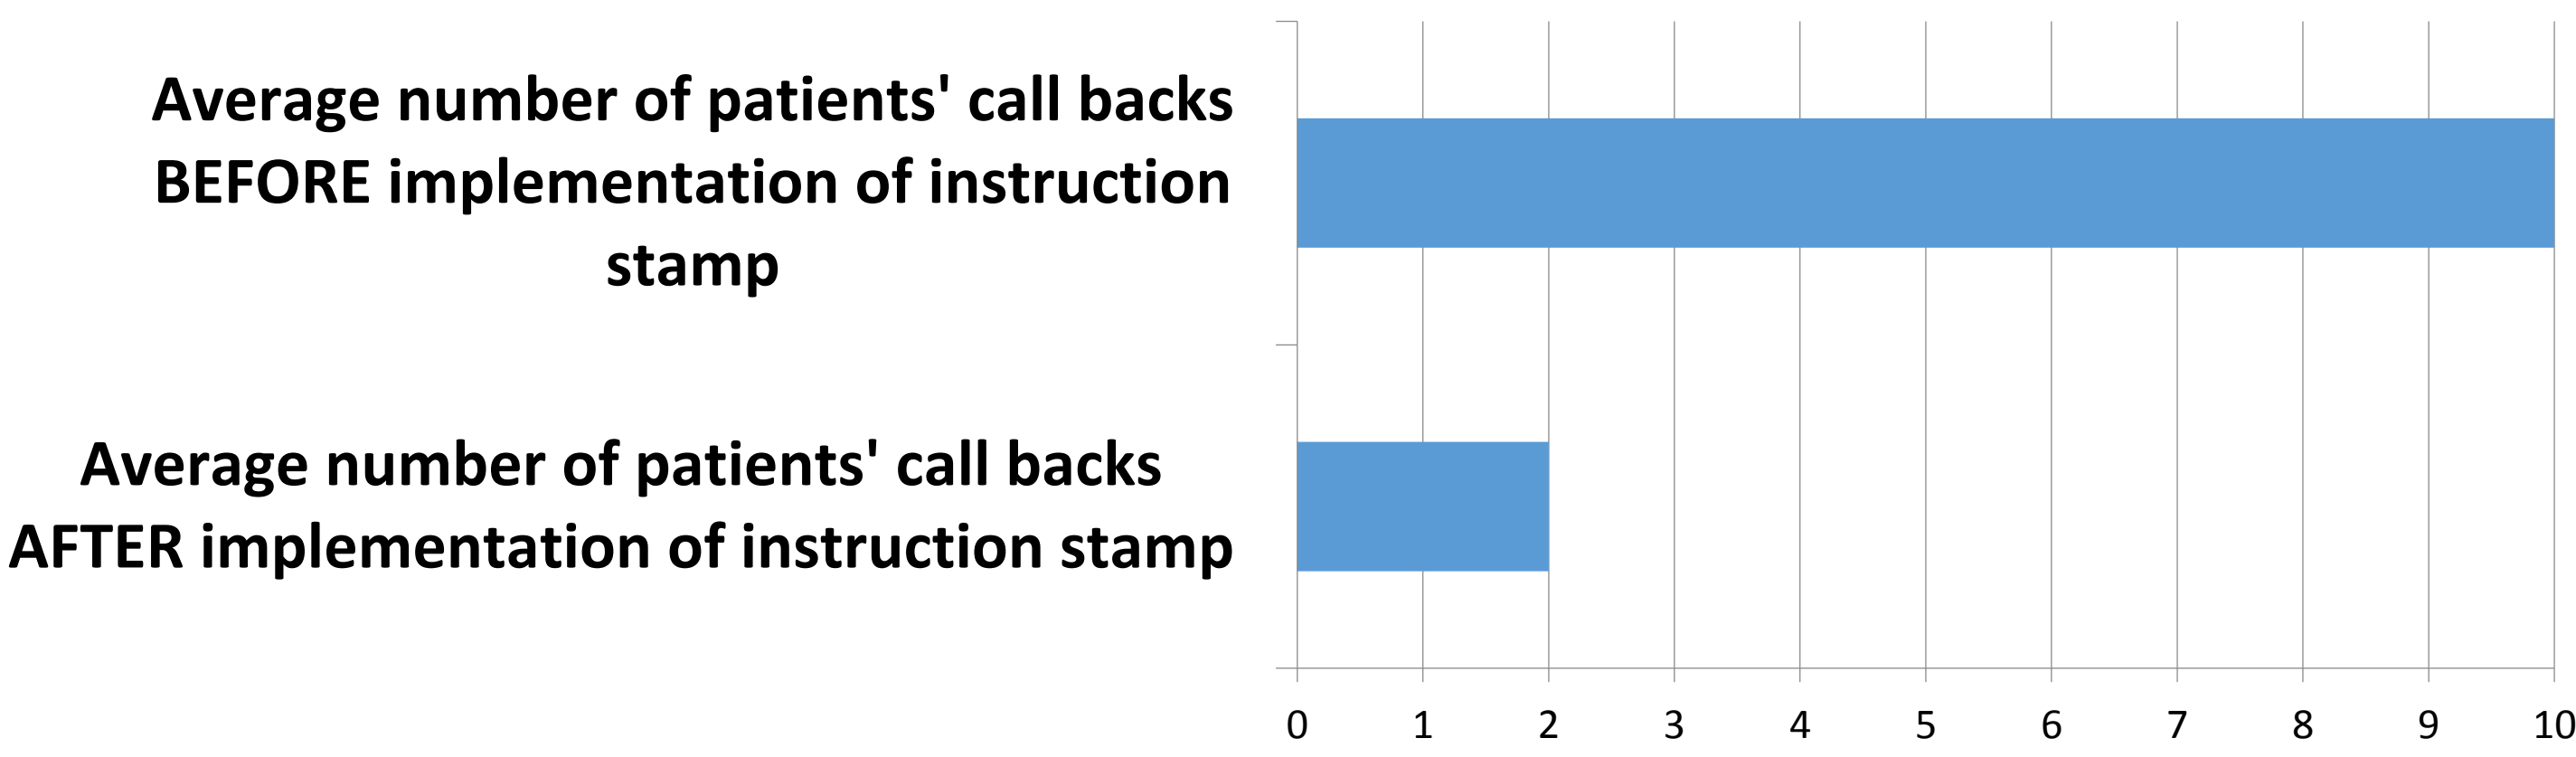 Average number of patients' call backs
BEFORE implementation of instruction
stamp
Average number of patients' call backs
AFTER implementation of instruction stamp
0 1 2 3 4 5 6 7 8 9 10